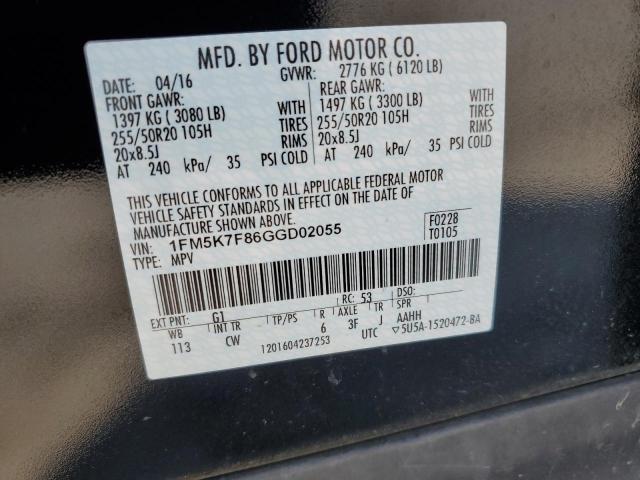 MFD. BY FORD MOTOR CO.
DATE: 04/16 GVWR: 2776 KG ( 6120 LB)
FRONT GAWR: REAR GAWR:
1397 KG ( 3080 LB) WITH 1497 KG ( 3300 LB) WITH
255/50R20 105H TIRES 255/50R20 105H TIRES
20x8.5J RIMS 20x8.5J RIMS
AT 240 kPa/ 35 PSI COLD AT 240 kPa/ 35 PSI COLD
THIS VEHICLE CONFORMS TO ALL APPLICABLE FEDERAL MOTOR
VEHICLE SAFETY STANDARDS IN EFFECT ON THE DATE OF
MANUFACTURE SHOWN ABOVE.
VIN: 1FM5K7F86GGD02055 F0228
TYPE: MPV T0105
EXT PNT: G1 RC: 53 DSO:
WB INT TR TP/PS R AXLE TR SPR
113 CW 6 3F J AAHH
1201604237253 UTC ▽5U5A-1520472-BA